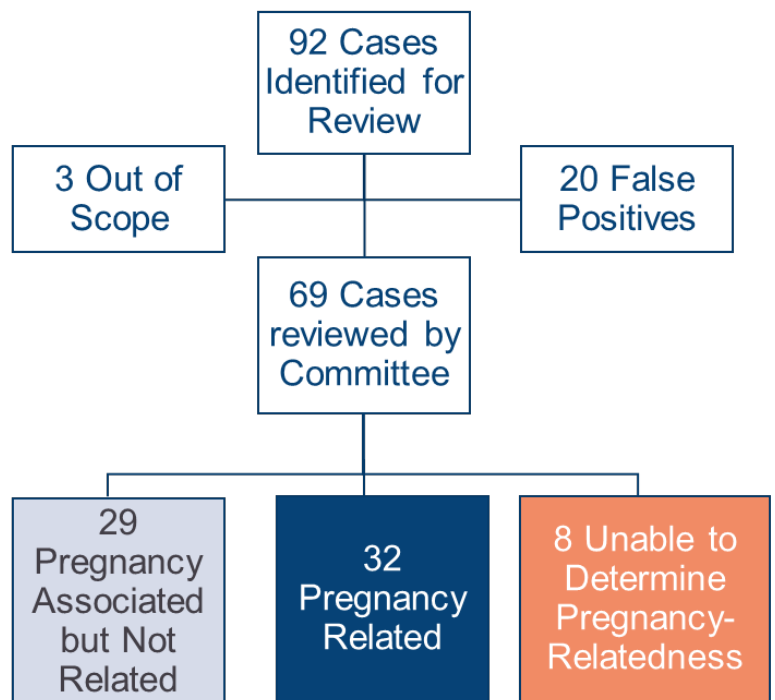 92 Cases
Identified for
Review
3 Out of
Scope
20 False
Positives
69 Cases
reviewed by
Committee
29
Pregnancy
Associated
but Not
Related
32
Pregnancy
Related
8 Unable to
Determine
Pregnancy-
Relatedness